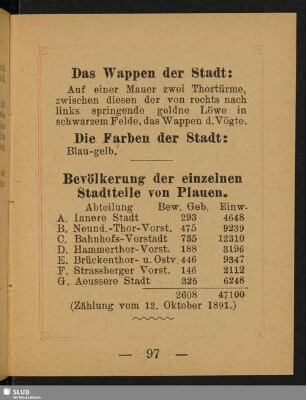 Das Wappen der Stadt:
Auf einer Mauer zwei Thortürme,
zwischen diesen der von rechts nach
links springende goldne Löwe in
schwarzem Felde, das Wappen d. Vögte.
Die Farben der Stadt:
Blau-gelb.
Bevölkerung der einzelnen
Stadtteile von Plauen.
Abteilung Bew. Geb. Einw.
A. Innere Stadt 293 4648
B. Neund.-Thor-Vorst. 475 9239
C. Bahnhofs-Vorstadt 735 12310
D. Hammerthor-Vorst. 188 3196
E. Brückenthor- u. Ostv. 446 9347
F. Strassberger Vorst. 146 2112
G. Aeussere Stadt 325 6248
2608 47100
(Zählung vom 12. Oktober 1891.)
— 97 —
SLUB